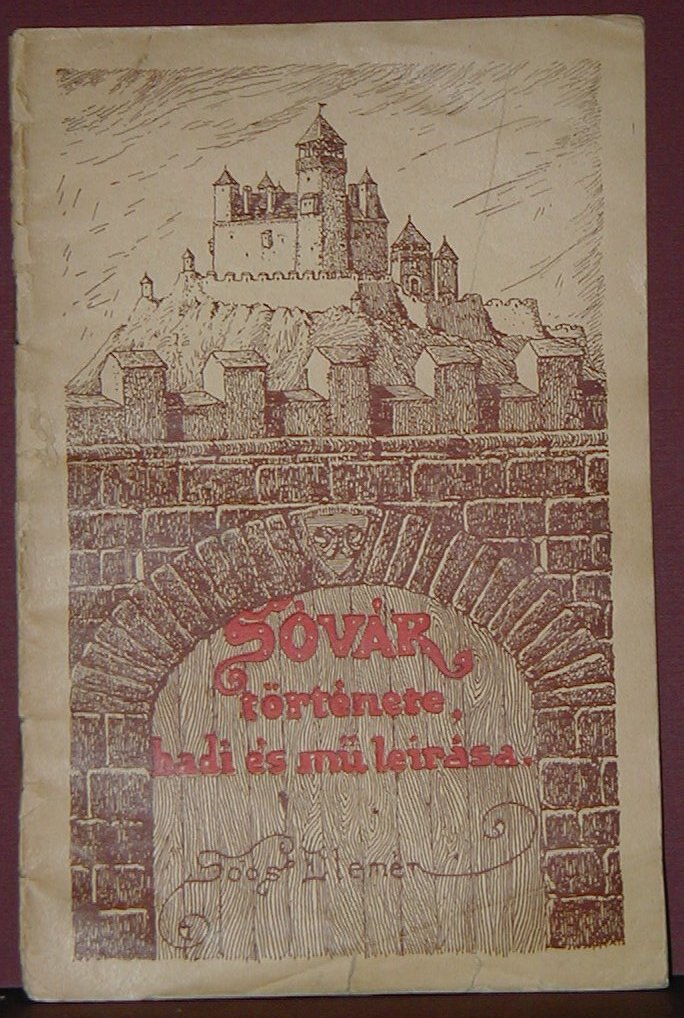 SÓVÁR
története,
hadi és mű leírása.
Soós Elemér